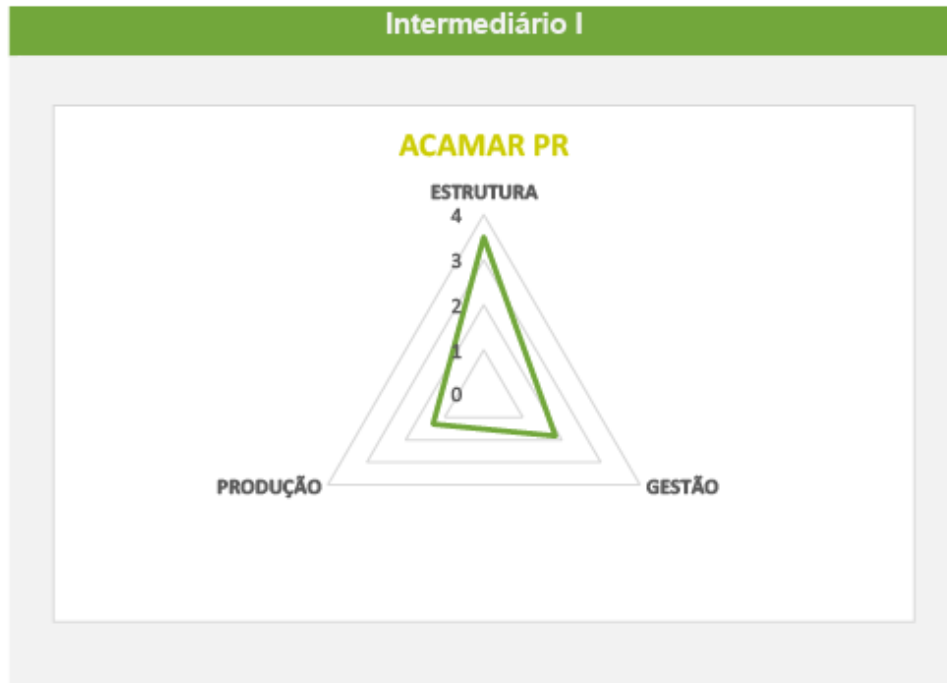 Intermediário I
ACAMAR PR
ESTRUTURA
4
3
2
1
0
PRODUÇÃO
GESTÃO